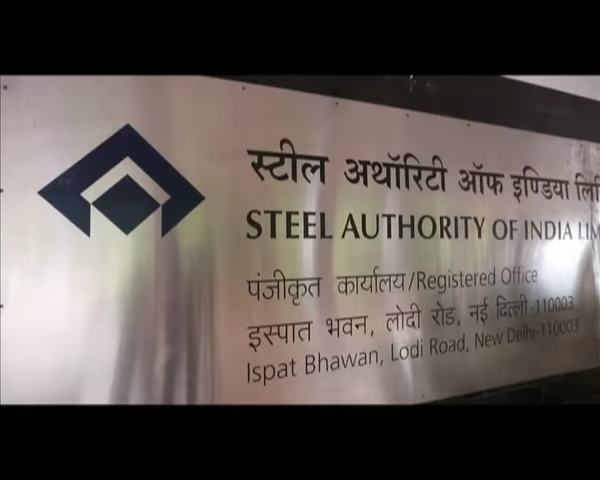 स्टील अथॉरिटी ऑफ इण्डिया
STEEL AUTHORITY OF INDIA
पंजीकृत कार्यालय/Registered Office
इस्पात भवन, लोदी रोड, नई दिल्ली-110003
Ispat Bhawan, Lodi Road, New Delhi-110003